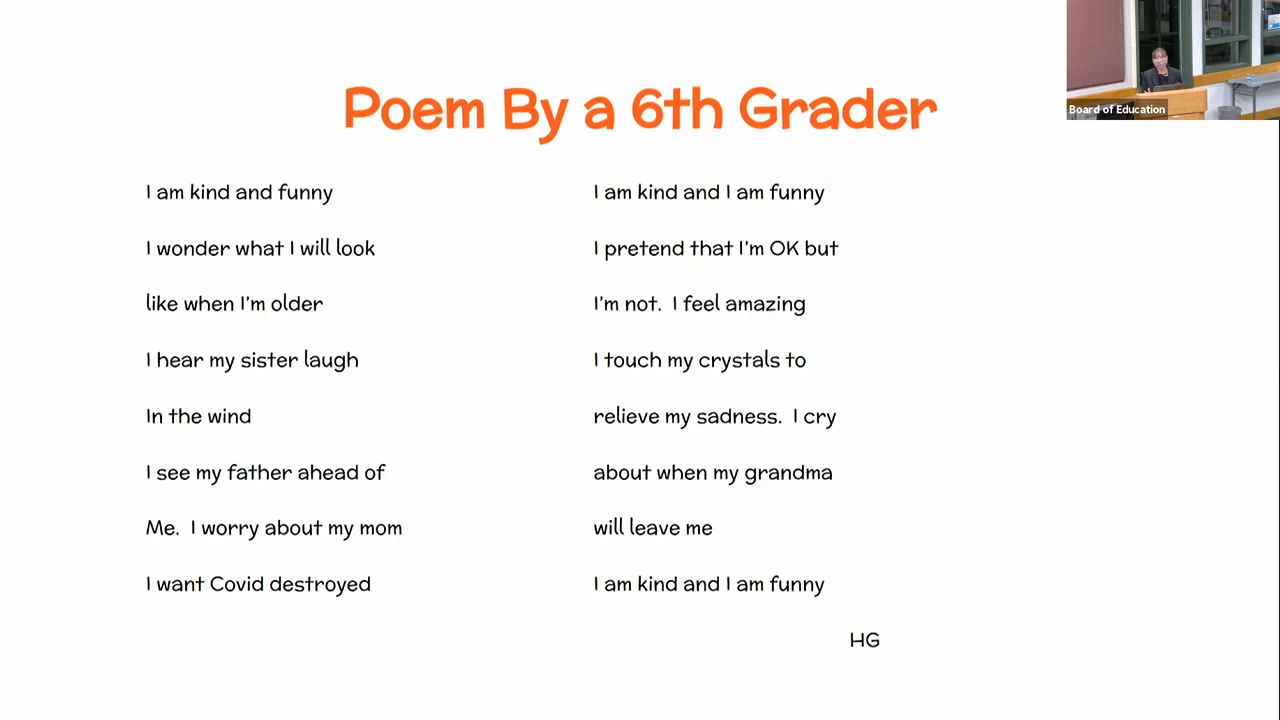 Poem By a 6th Grader
I am kind and funny
I wonder what I will look
like when I'm older
I hear my sister laugh
In the wind
I see my father ahead of
Me.  I worry about my mom
I want Covid destroyed
I am kind and I am funny
I pretend that I'm OK but
I'm not.  I feel amazing
I touch my crystals to
relieve my sadness.  I cry
about when my grandma
will leave me
I am kind and I am funny
HG
Board of Education